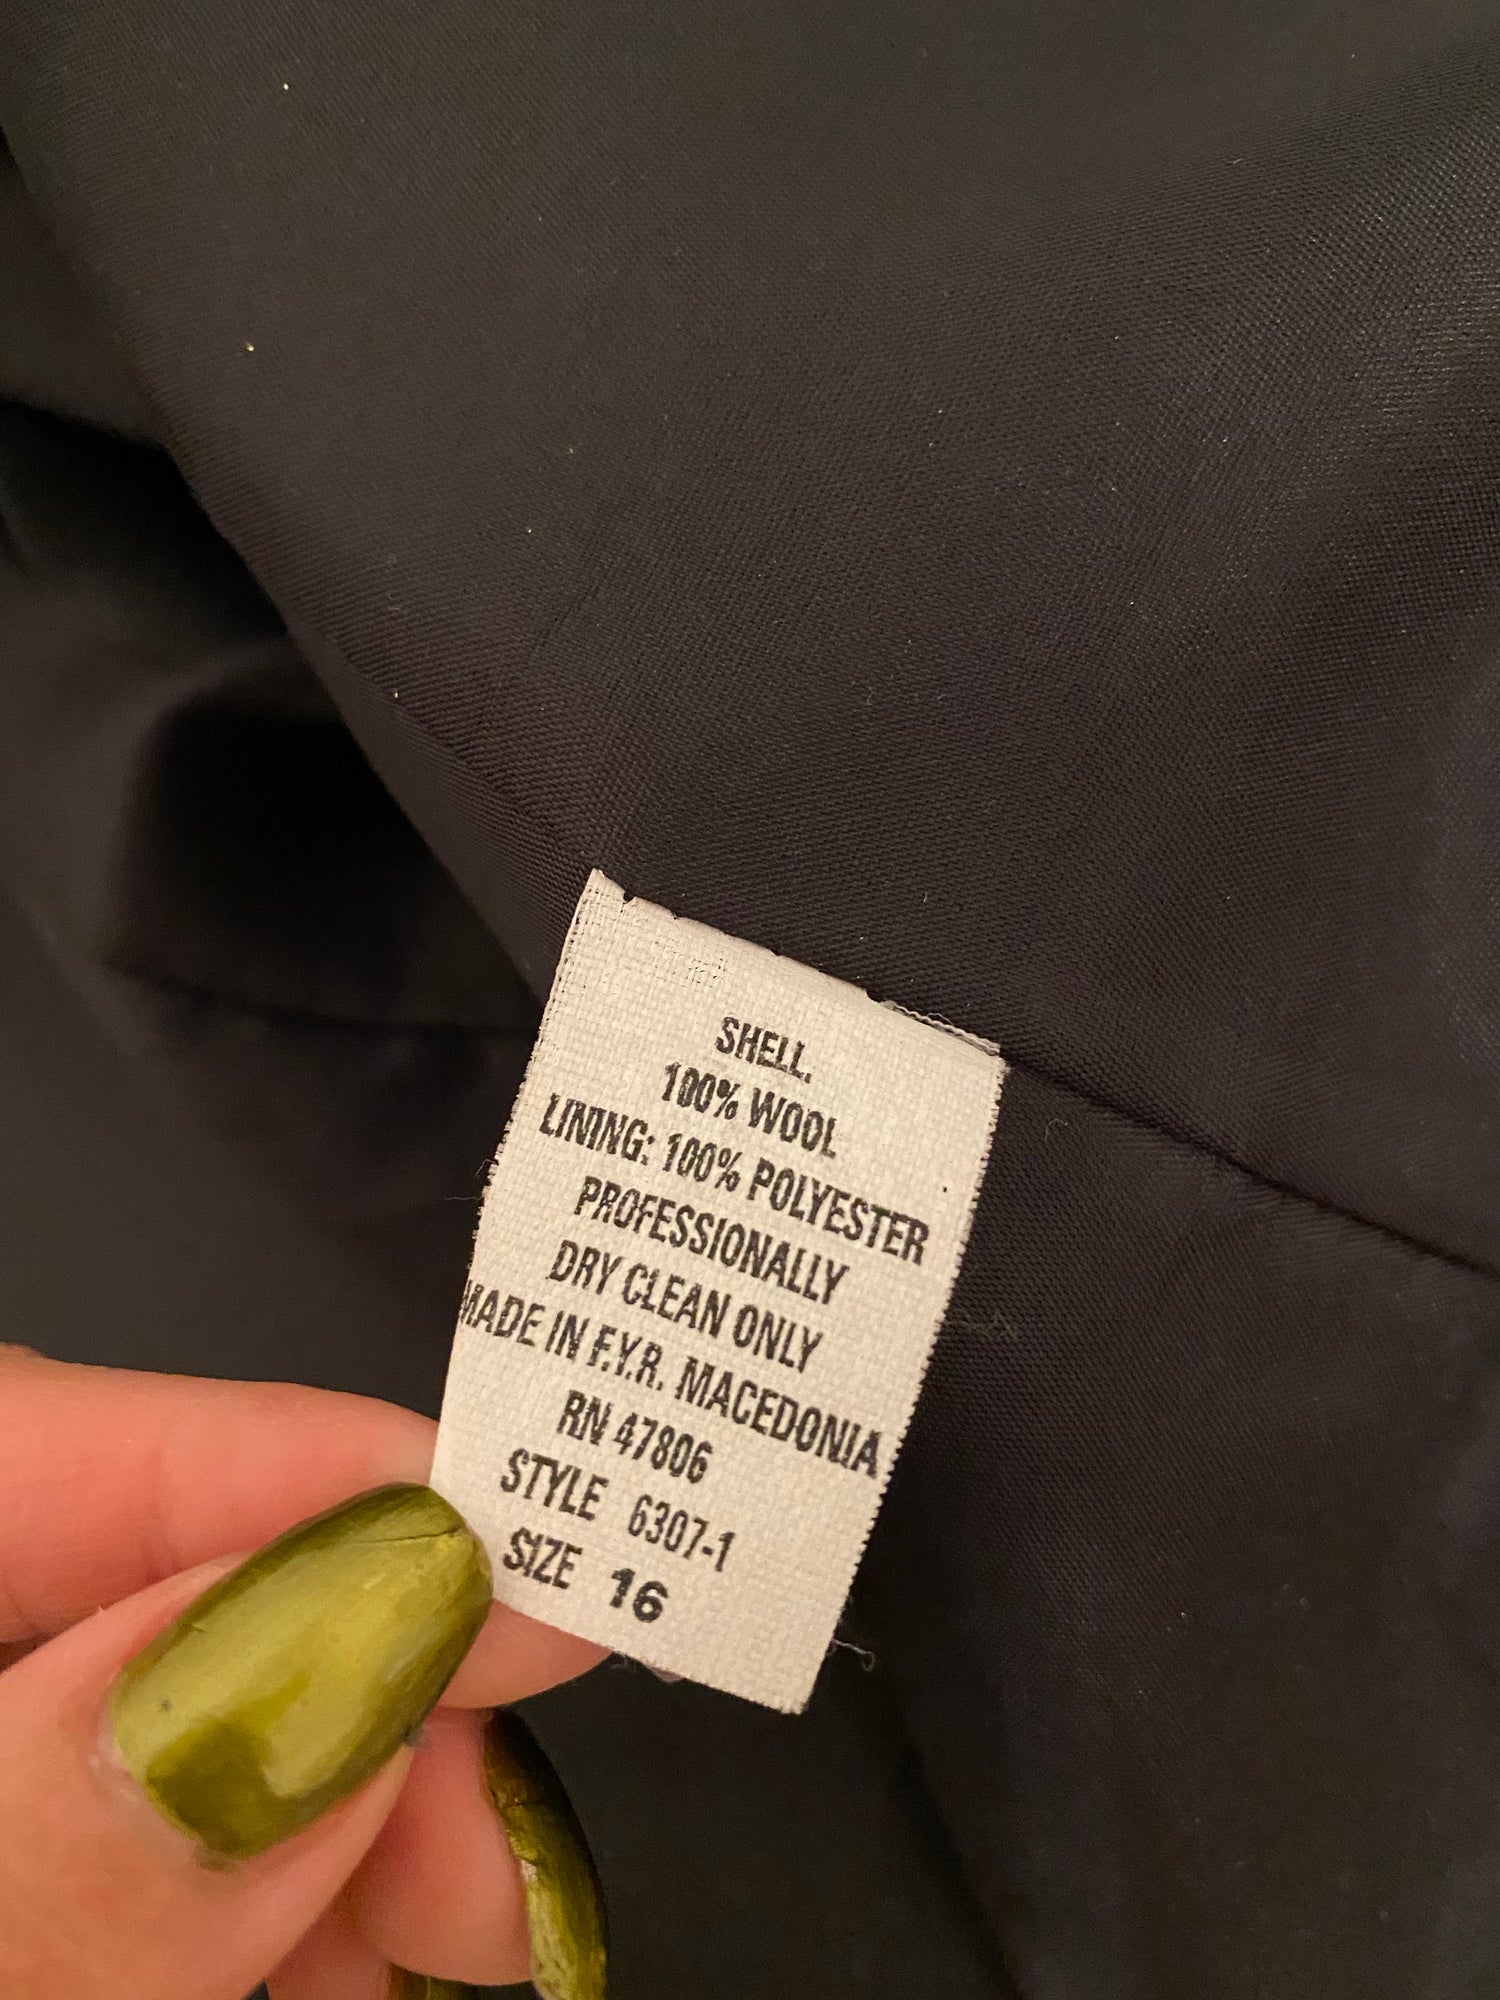 SHELL.
100% WOOL
LINING: 100% POLYESTER
PROFESSIONALLY
DRY CLEAN ONLY
MADE IN F.Y.R. MACEDONIA
RN 47806
STYLE 6307-1
SIZE 16